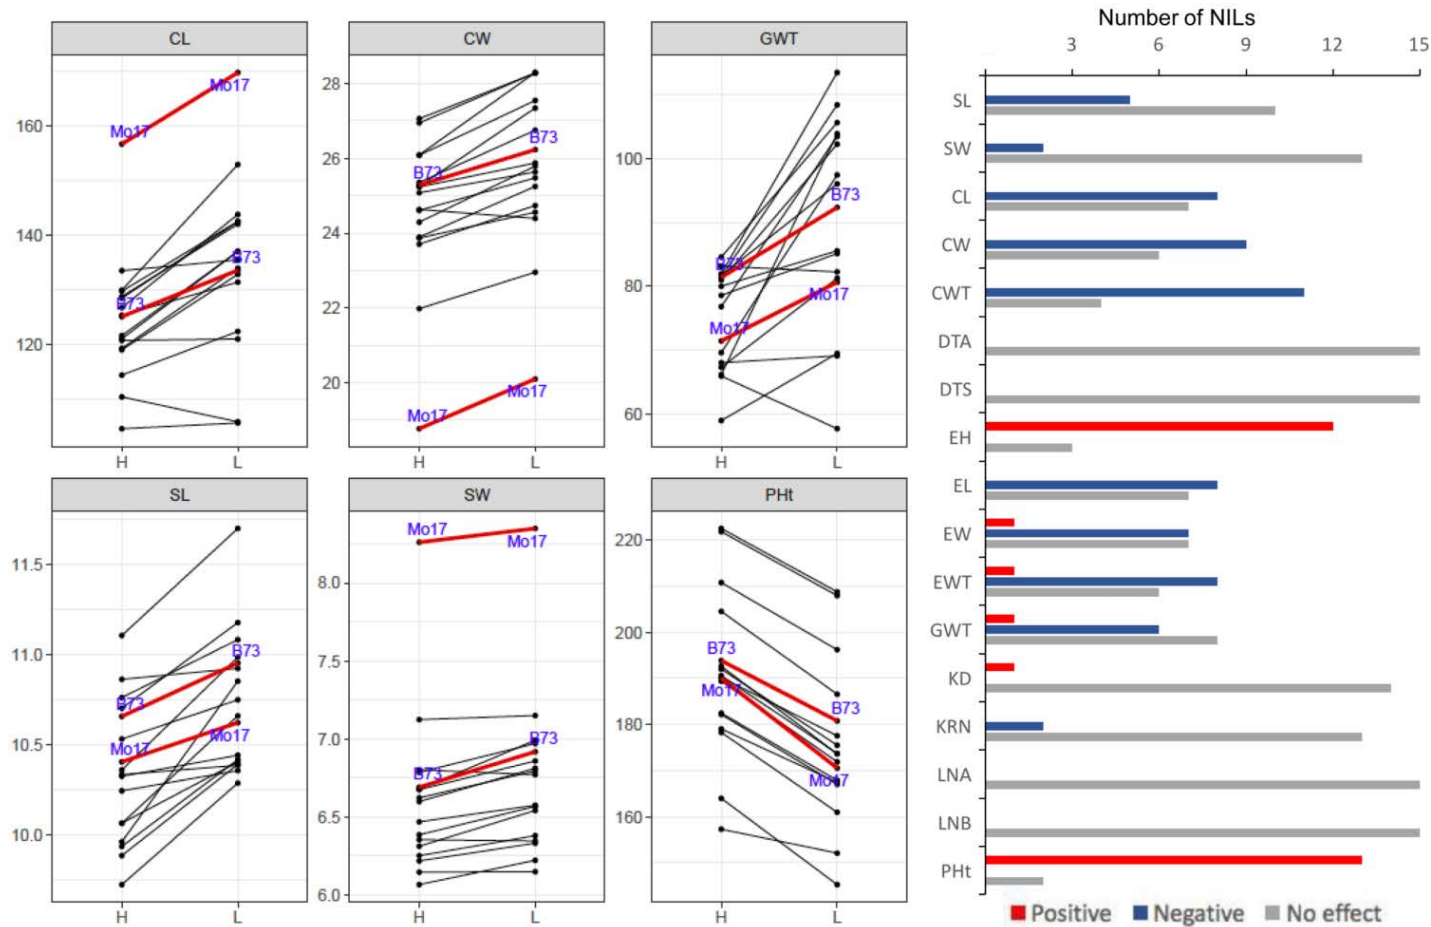 CL
CW
GWT
Number of NILs
3 6 9 12 15
160
140
120
Mo17
Mo17
B73
B73
H L
28
26
24
22
20
B73
B73
Mo17
Mo17
H L
100
80
60
B73
B73
Mo17
Mo17
H L
SL
SW
PHt
11.5
11.0
10.5
10.0
B73
B73
Mo17
Mo17
H L
8.0
7.5
7.0
6.5
6.0
Mo17
Mo17
B73
B73
H L
220
200
180
160
B73
Mo17
B73
Mo17
H L
SL
SW
CL
CW
CWT
DTA
DTS
EH
EL
EW
EWT
GWT
KD
KRN
LNA
LNB
PHt
Positive Negative No effect